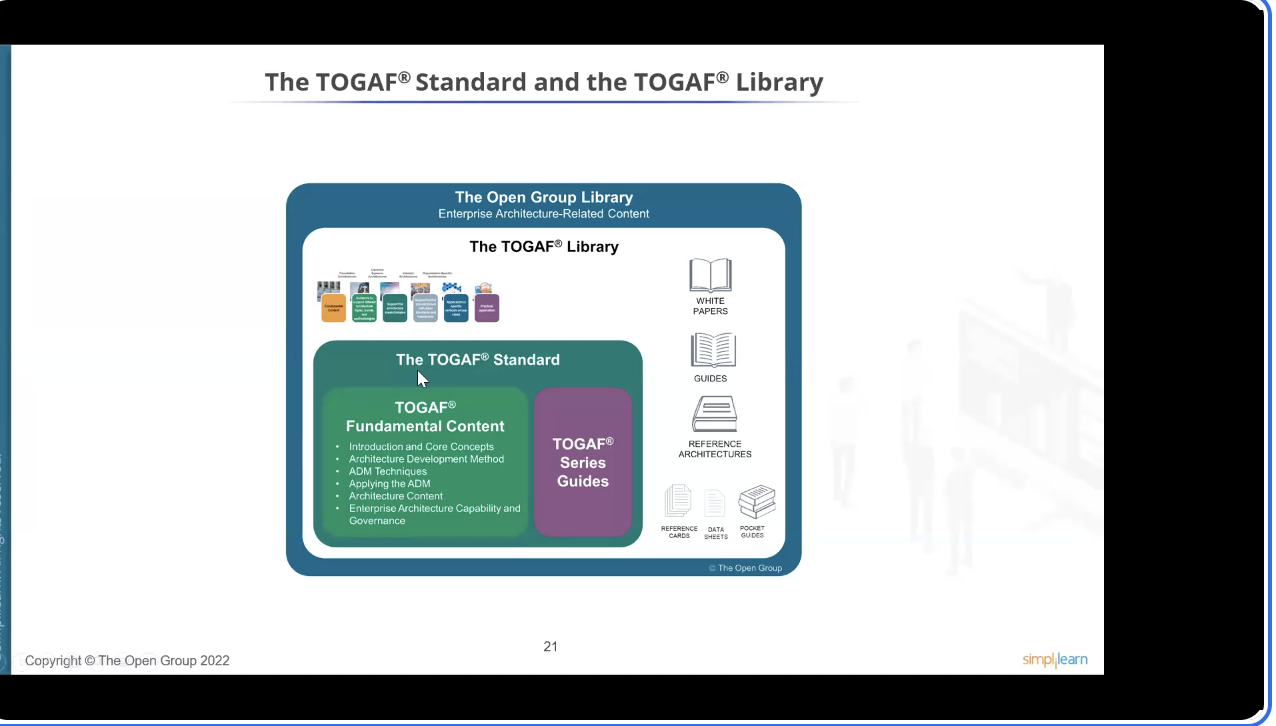 The TOGAF® Standard and the TOGAF® Library
The Open Group Library
Enterprise Architecture-Related Content
The TOGAF® Library
WHITE
PAPERS
GUIDES
REFERENCE
ARCHITECTURES
REFERENCE
CARDS
DATA
SHEETS
POCKET
GUIDES
The TOGAF® Standard
TOGAF®
Fundamental Content
• Introduction and Core Concepts
• Architecture Development Method
• ADM Techniques
• Applying the ADM
• Architecture Content
• Enterprise Architecture Capability and
Governance
TOGAF®
Series
Guides
© The Open Group
21
Copyright © The Open Group 2022
simplilearn